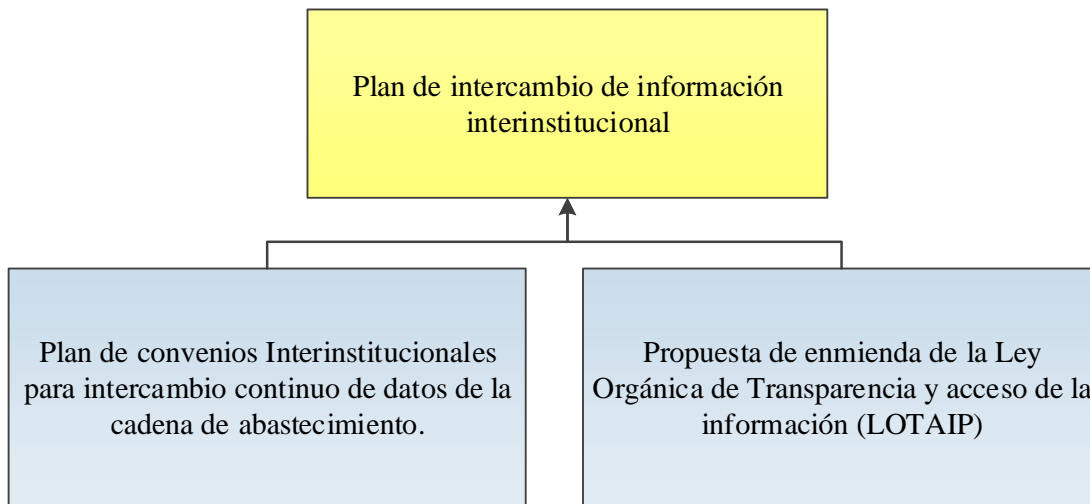 Plan de intercambio de información
interinstitucional
Plan de convenios Interinstitucionales
para intercambio continuo de datos de la
cadena de abastecimiento.
Propuesta de enmienda de la Ley
Orgánica de Transparencia y acceso de la
información (LOTAIP)